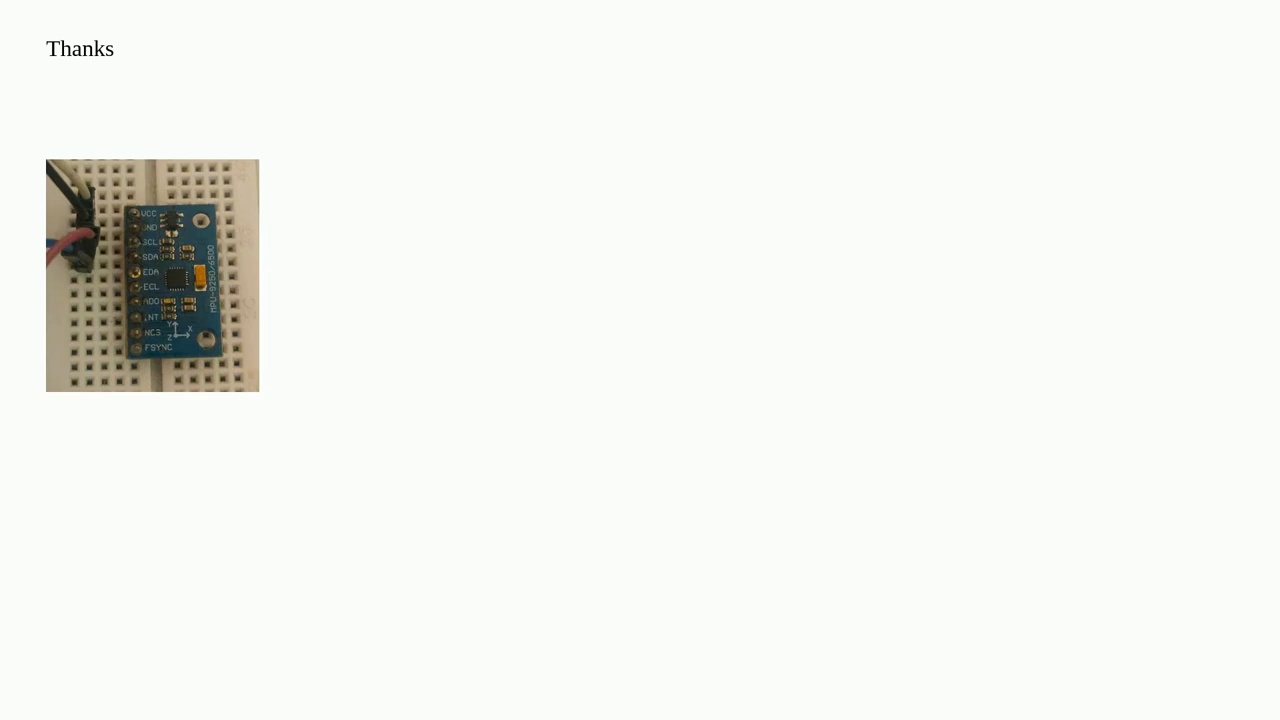 Thanks
VCC
GND
SCL
SDA
EDA
ECL
ADO
INT
NCS
FSYNC
MPU-9250/6500
Y
X
Z